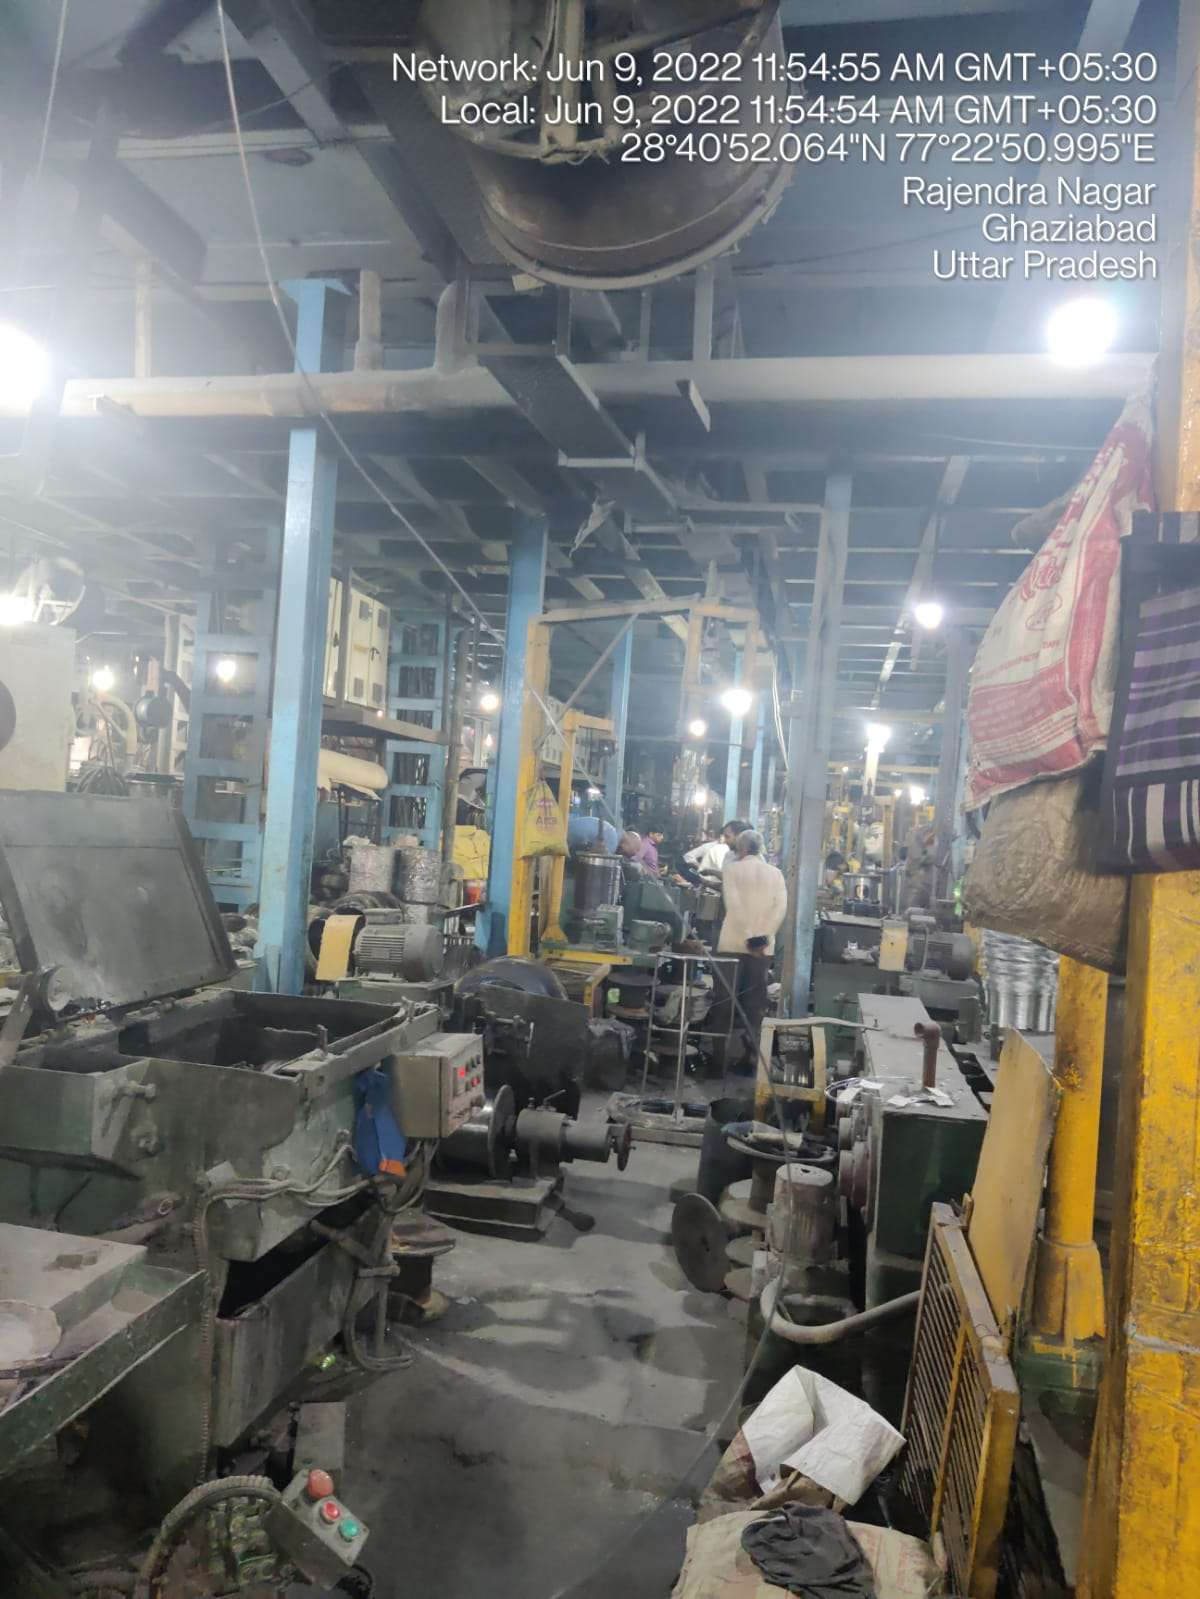 Network: Jun 9, 2022 11:54:55 AM GMT+05:30
Local: Jun 9, 2022 11:54:54 AM GMT+05:30
28°40'52.064"N 77°22'50.995"E
Rajendra Nagar
Ghaziabad
Uttar Pradesh